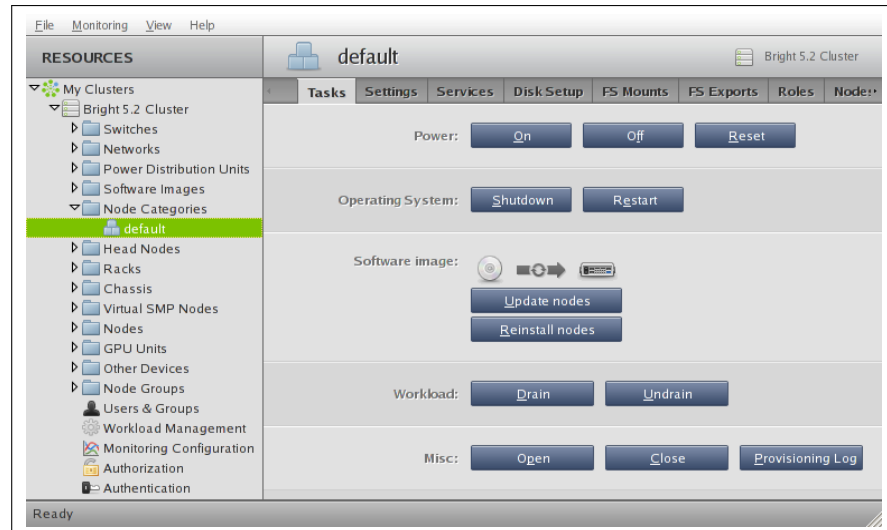 File Monitoring View Help
RESOURCES
My Clusters
Bright 5.2 Cluster
Switches
Networks
Power Distribution Units
Software Images
Node Categories
default
Head Nodes
Racks
Chassis
Virtual SMP Nodes
Nodes
GPU Units
Other Devices
Node Groups
Users & Groups
Workload Management
Monitoring Configuration
Authorization
Authentication
default Bright 5.2 Cluster
Tasks Settings Services Disk Setup FS Mounts FS Exports Roles
Power: On Off Reset
Operating System: Shutdown Restart
Software image:
Update nodes
Reinstall nodes
Workload: Drain Undrain
Misc: Open Close Provisioning Log
Ready